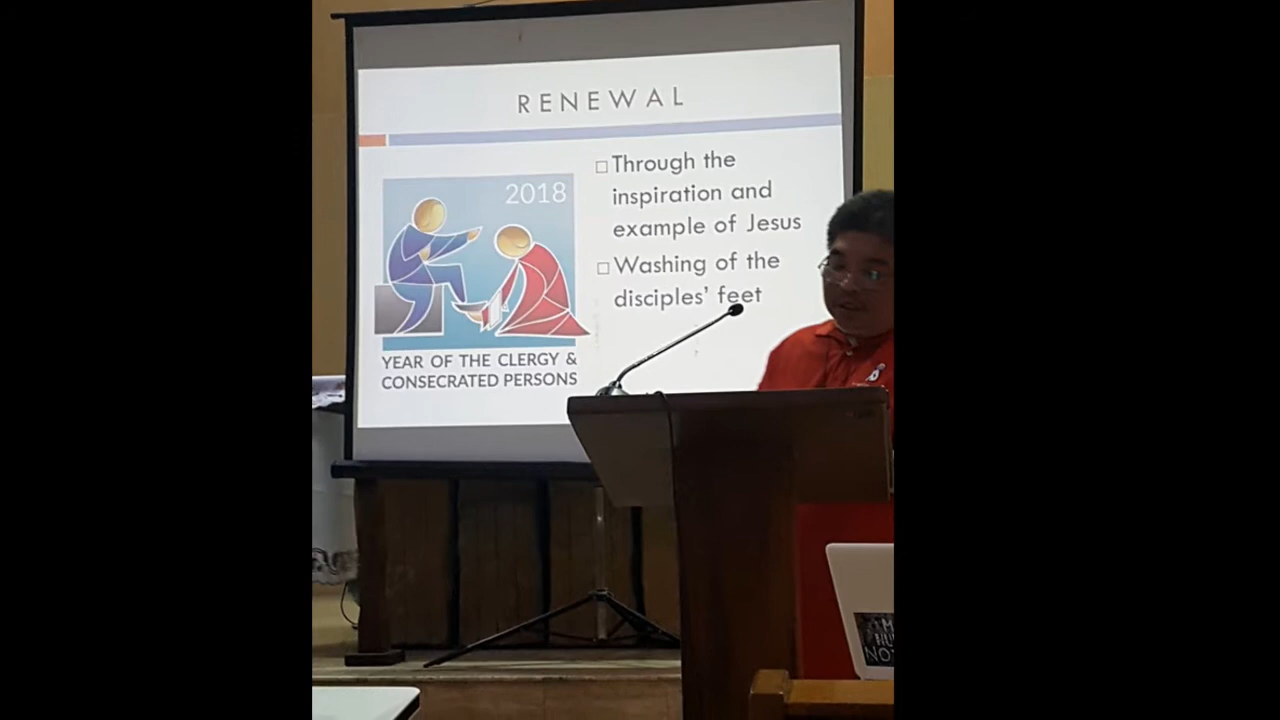 RENEWAL
2018
YEAR OF THE CLERGY &
CONSECRATED PERSONS
Through the
inspiration and
example of Jesus
Washing of the
disciples' feet